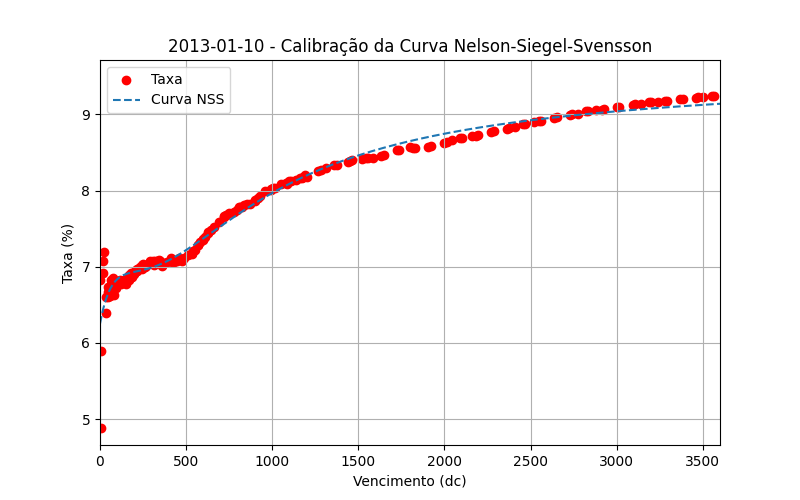 2013-01-10 - Calibração da Curva Nelson-Siegel-Svensson
Taxa
Curva NSS
Taxa (%)
9
8
7
6
5
0 500 1000 1500 2000 2500 3000 3500
Vencimento (dc)